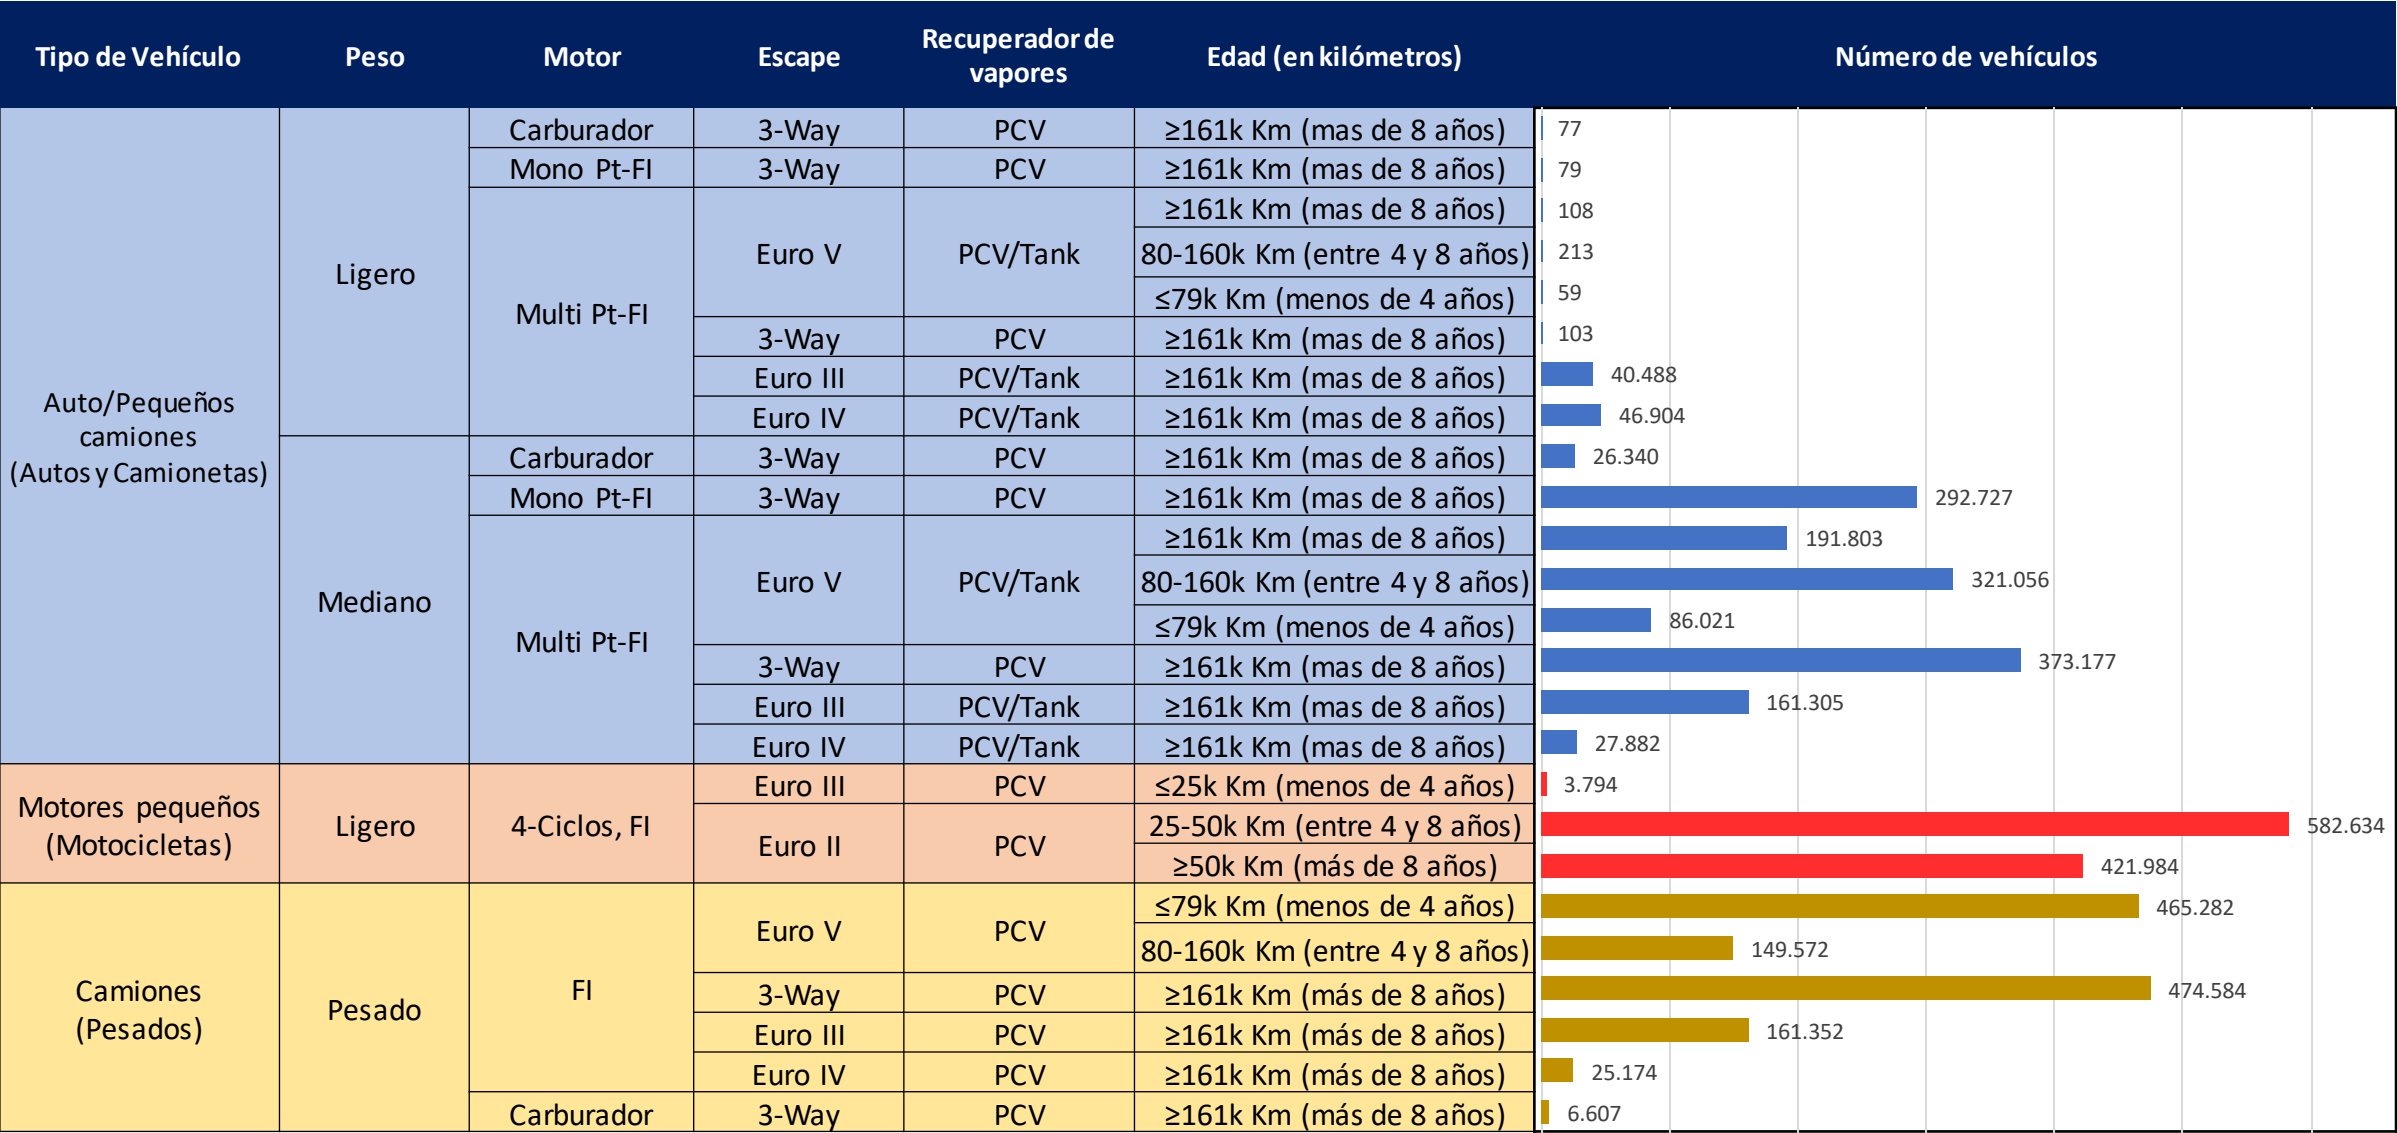 Tipo de Vehículo Peso Motor Escape Recuperador de vapores Edad (en kilómetros) Número de vehículos
Auto/Pequeños
camiones
(Autos y Camionetas)
Ligero
Carburador 3-Way PCV ≥161k Km (mas de 8 años) 77
Mono Pt-FI 3-Way PCV ≥161k Km (mas de 8 años) 79
Multi Pt-FI
Euro V PCV/Tank
≥161k Km (mas de 8 años) 108
80-160k Km (entre 4 y 8 años) 213
≤79k Km (menos de 4 años) 59
3-Way PCV ≥161k Km (mas de 8 años) 103
Euro III PCV/Tank ≥161k Km (mas de 8 años) 40.488
Euro IV PCV/Tank ≥161k Km (mas de 8 años) 46.904
Mediano
Carburador 3-Way PCV ≥161k Km (mas de 8 años) 26.340
Mono Pt-FI 3-Way PCV ≥161k Km (mas de 8 años) 292.727
Multi Pt-FI
Euro V PCV/Tank
≥161k Km (mas de 8 años) 191.803
80-160k Km (entre 4 y 8 años) 321.056
≤79k Km (menos de 4 años) 86.021
3-Way PCV ≥161k Km (mas de 8 años) 373.177
Euro III PCV/Tank ≥161k Km (mas de 8 años) 161.305
Euro IV PCV/Tank ≥161k Km (mas de 8 años) 27.882
Motores pequeños
(Motocicletas)
Ligero
4-Ciclos, FI
Euro III PCV ≤25k Km (menos de 4 años) 3.794
Euro II PCV
25-50k Km (entre 4 y 8 años) 582.634
≥50k Km (más de 8 años) 421.984
Camiones
(Pesados)
Pesado
FI
Euro V PCV
≤79k Km (menos de 4 años) 465.282
80-160k Km (entre 4 y 8 años) 149.572
3-Way PCV ≥161k Km (más de 8 años) 474.584
Euro III PCV ≥161k Km (más de 8 años) 161.352
Euro IV PCV ≥161k Km (más de 8 años) 25.174
Carburador 3-Way PCV ≥161k Km (más de 8 años) 6.607